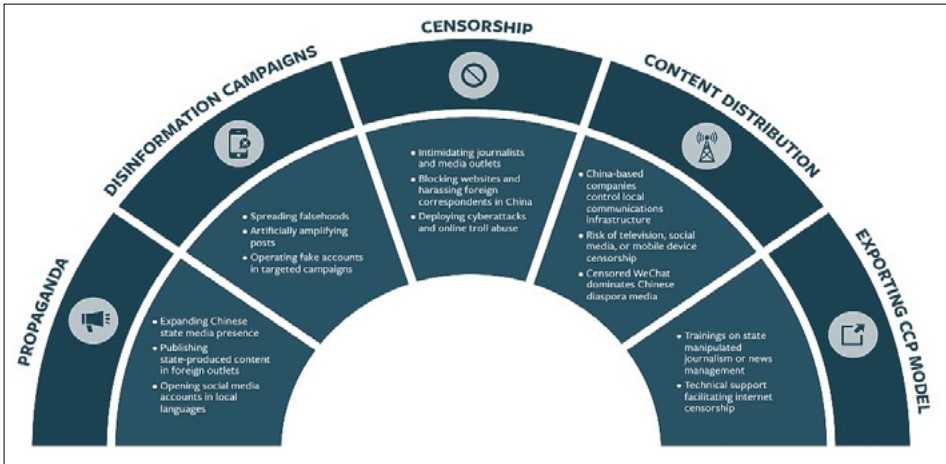 PROPAGANDA
• Expanding Chinese
state media presence
• Publishing
state-produced content
in foreign outlets
• Opening social media
accounts in local
languages
DISINFORMATION CAMPAIGNS
• Spreading falsehoods
• Artificially amplifying
posts
• Operating fake accounts
in targeted campaigns
CENSORSHIP
• Intimidating journalists
and media outlets
• Blocking websites and
harassing foreign
correspondents in China
• Deploying cyberattacks
and online troll abuse
CONTENT DISTRIBUTION
• China-based
companies
control local
communications
infrastructure
• Risk of television, social
media, or mobile device
censorship
• Censored WeChat
dominates Chinese
diaspora media
EXPORTING CCP MODEL
• Trainings on state
manipulated
journalism or news
management
• Technical support
facilitating internet
censorship